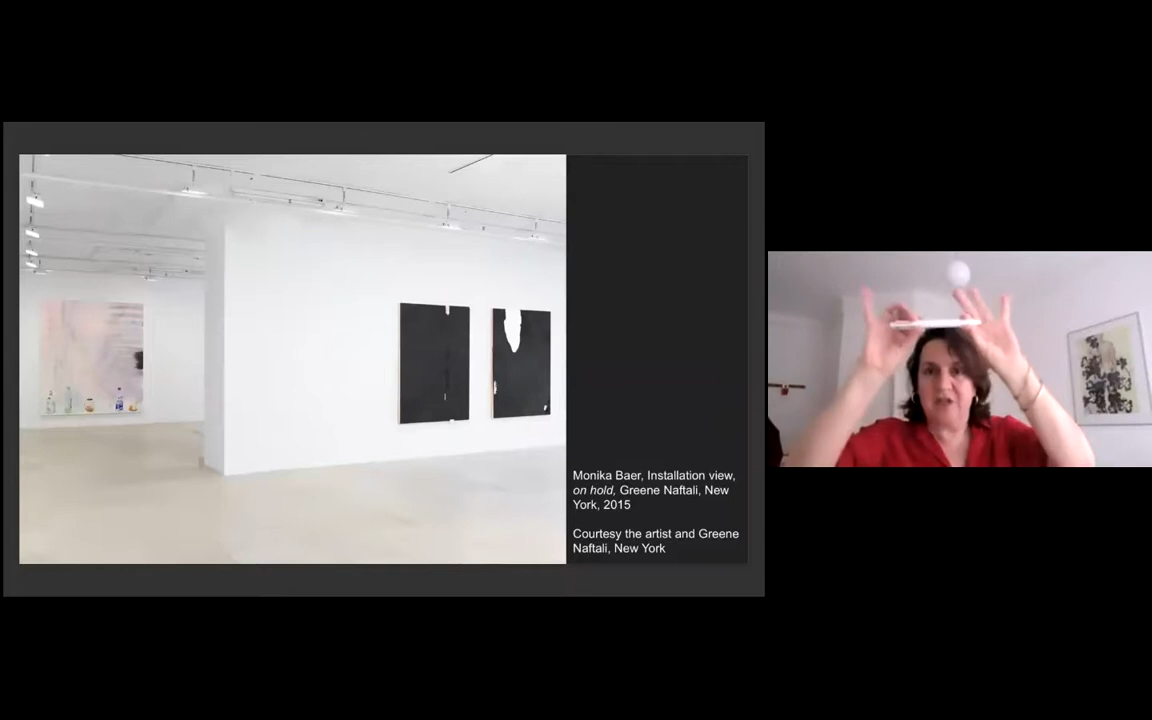 Monika Baer, Installation view,
on hold, Greene Naftali, New
York, 2015
Courtesy the artist and Greene
Naftali, New York